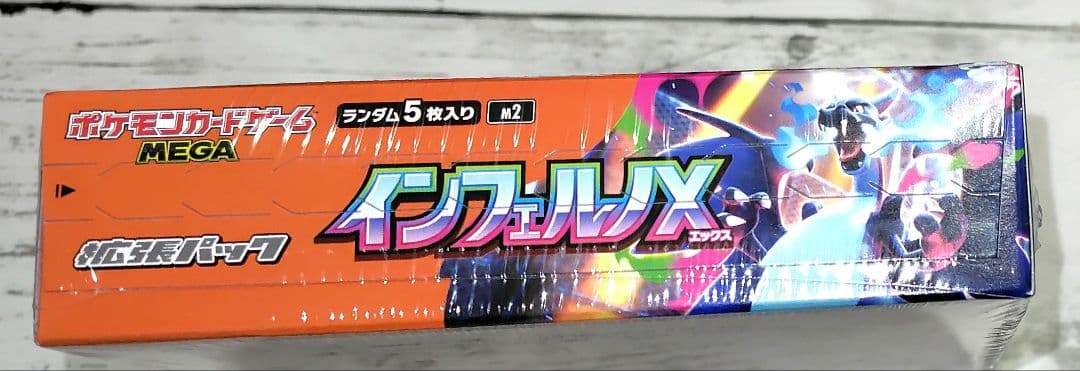 ポケモンカードゲーム
MEGA
ランダム5枚入り M2
インフェルノX
エックス
拡張パック